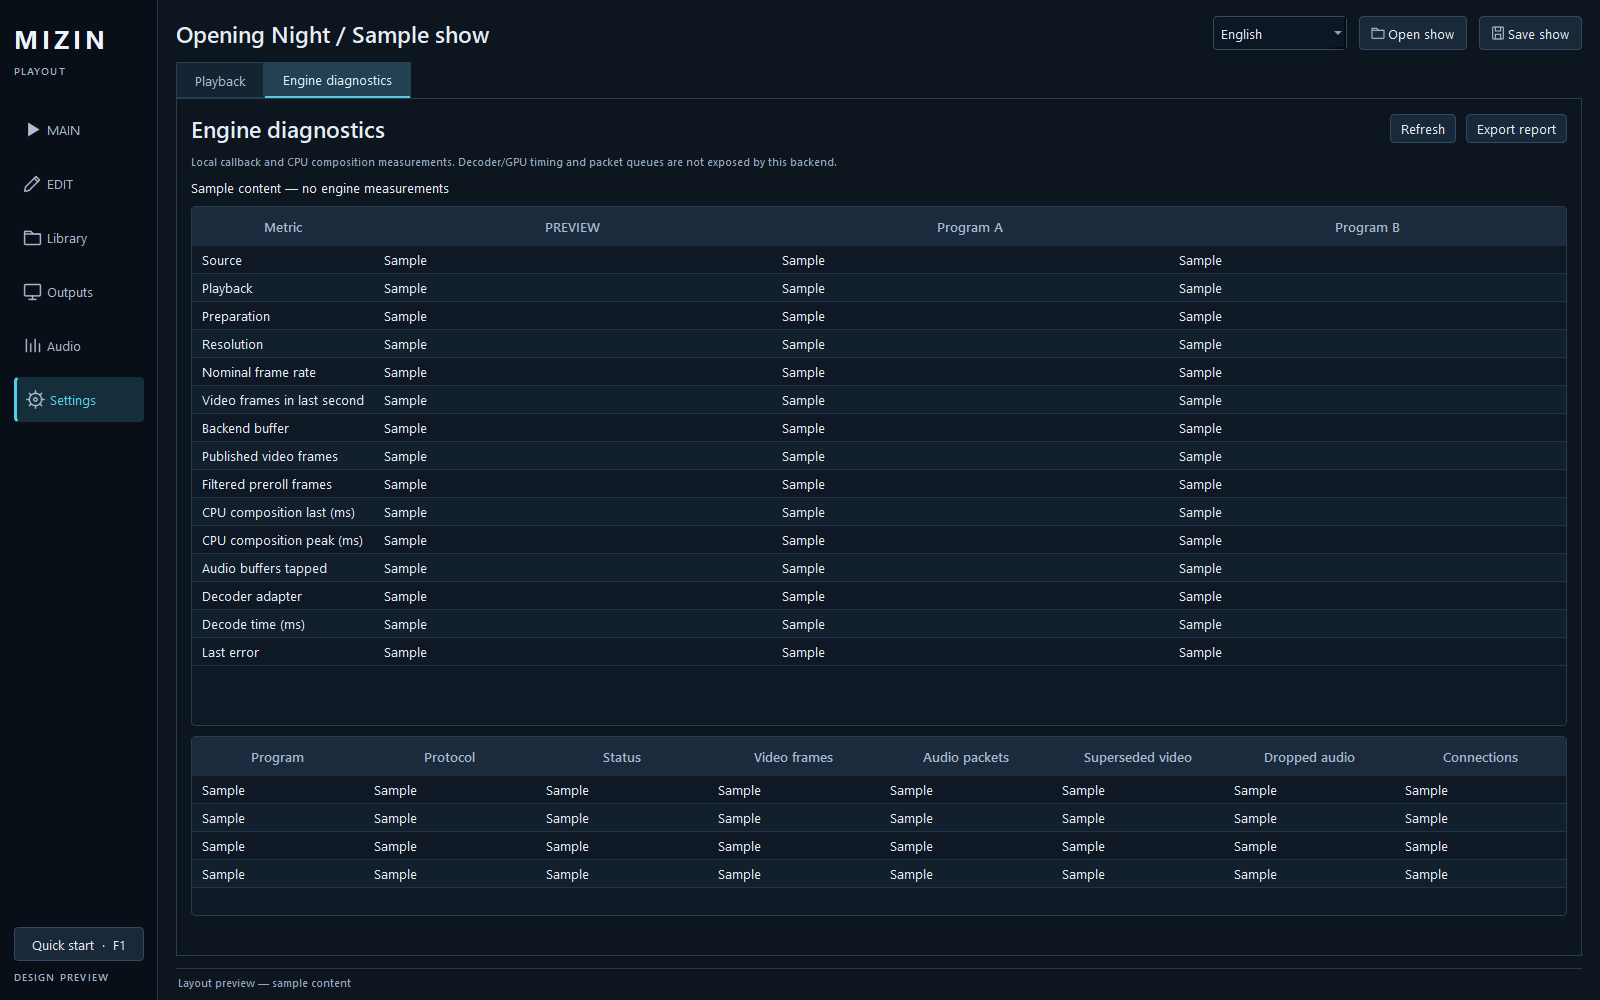 MIZIN
PLAYOUT
MAIN
EDIT
Library
Outputs
Audio
Settings
Quick start · F1
DESIGN PREVIEW
Opening Night / Sample show
English
Open show
Save show
Playback
Engine diagnostics
Engine diagnostics
Refresh
Export report
Local callback and CPU composition measurements. Decoder/GPU timing and packet queues are not exposed by this backend.
Sample content — no engine measurements
Metric PREVIEW Program A Program B
Source Sample Sample Sample
Playback Sample Sample Sample
Preparation Sample Sample Sample
Resolution Sample Sample Sample
Nominal frame rate Sample Sample Sample
Video frames in last second Sample Sample Sample
Backend buffer Sample Sample Sample
Published video frames Sample Sample Sample
Filtered preroll frames Sample Sample Sample
CPU composition last (ms) Sample Sample Sample
CPU composition peak (ms) Sample Sample Sample
Audio buffers tapped Sample Sample Sample
Decoder adapter Sample Sample Sample
Decode time (ms) Sample Sample Sample
Last error Sample Sample Sample
Program Protocol Status Video frames Audio packets Superseded video Dropped audio Connections
Sample Sample Sample Sample Sample Sample Sample Sample
Sample Sample Sample Sample Sample Sample Sample Sample
Sample Sample Sample Sample Sample Sample Sample Sample
Sample Sample Sample Sample Sample Sample Sample Sample
Layout preview — sample content